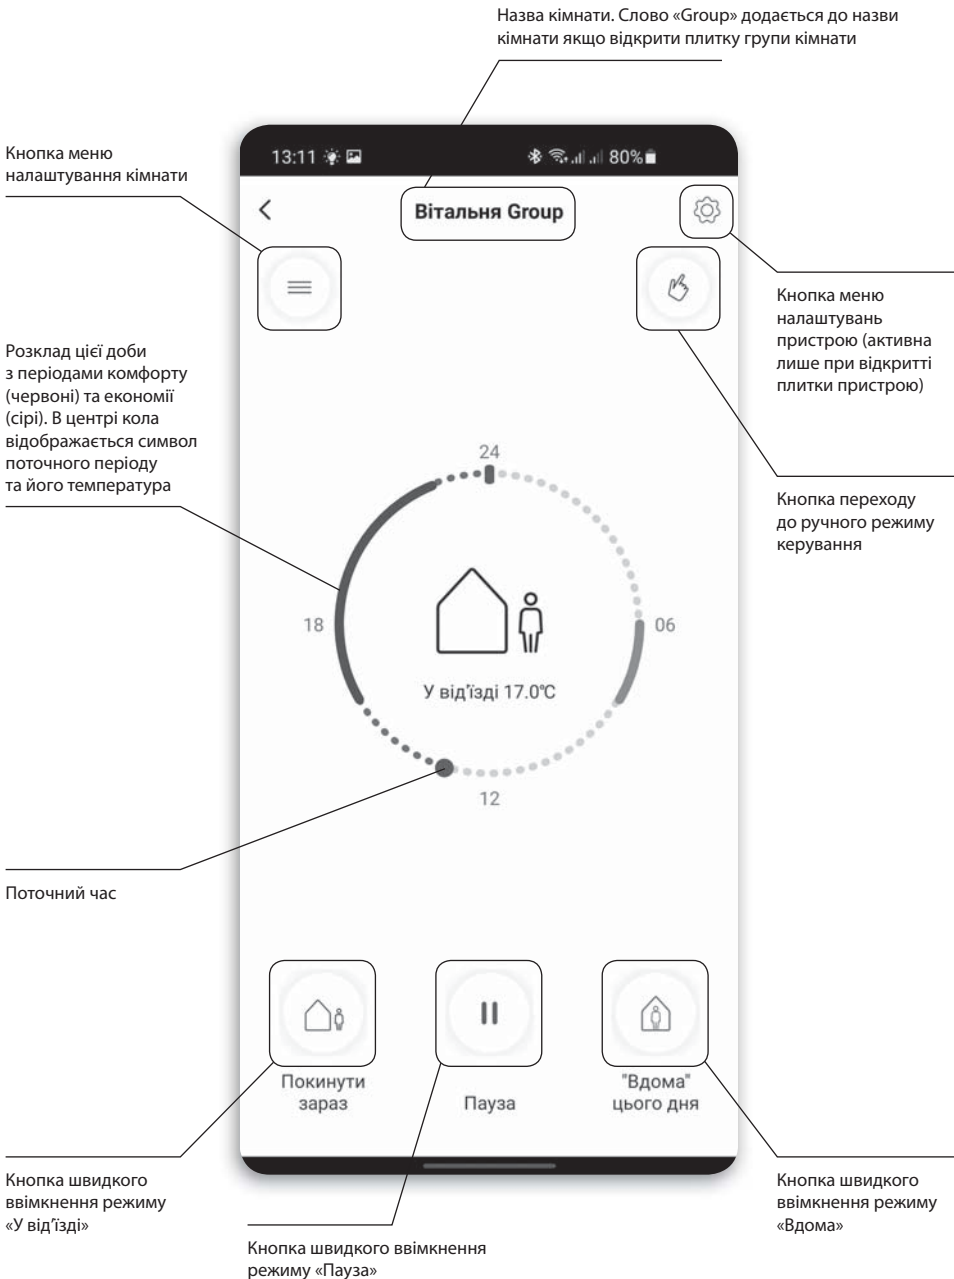 Назва кімнати. Слово «Group» додається до назви
кімнати якщо відкрити плитку групи кімнати
Кнопка меню
налаштування кімнати
13:11
80%
Вітальня Group
Кнопка меню
налаштувань
пристрою (активна
лише при відкритті
плитки пристрою)
Розклад цієї доби
з періодами комфорту
(червоні) та економії
(сірі). В центрі кола
відображається символ
поточного періоду
та його температура
Кнопка переходу
до ручного режиму
керування
24
18
06
У від'їзді 17.0°C
12
Поточний час
Покинути
зараз
Пауза
"Вдома"
цього дня
Кнопка швидкого
ввімкнення режиму
«У від'їзді»
Кнопка швидкого ввімкнення
режиму «Пауза»
Кнопка швидкого
ввімкнення режиму
«Вдома»